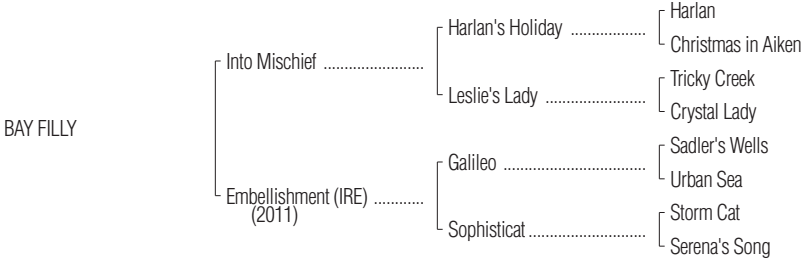 Harlan
Harlan's Holiday ....................
Christmas in Aiken
Into Mischief ........................
Tricky Creek
Leslie's Lady ..........................
Crystal Lady
BAY FILLY
Sadler's Wells
Galileo .....................................
Urban Sea
Embellishment (IRE) ............
(2011)
Storm Cat
Sophisticat ..............................
Serena's Song